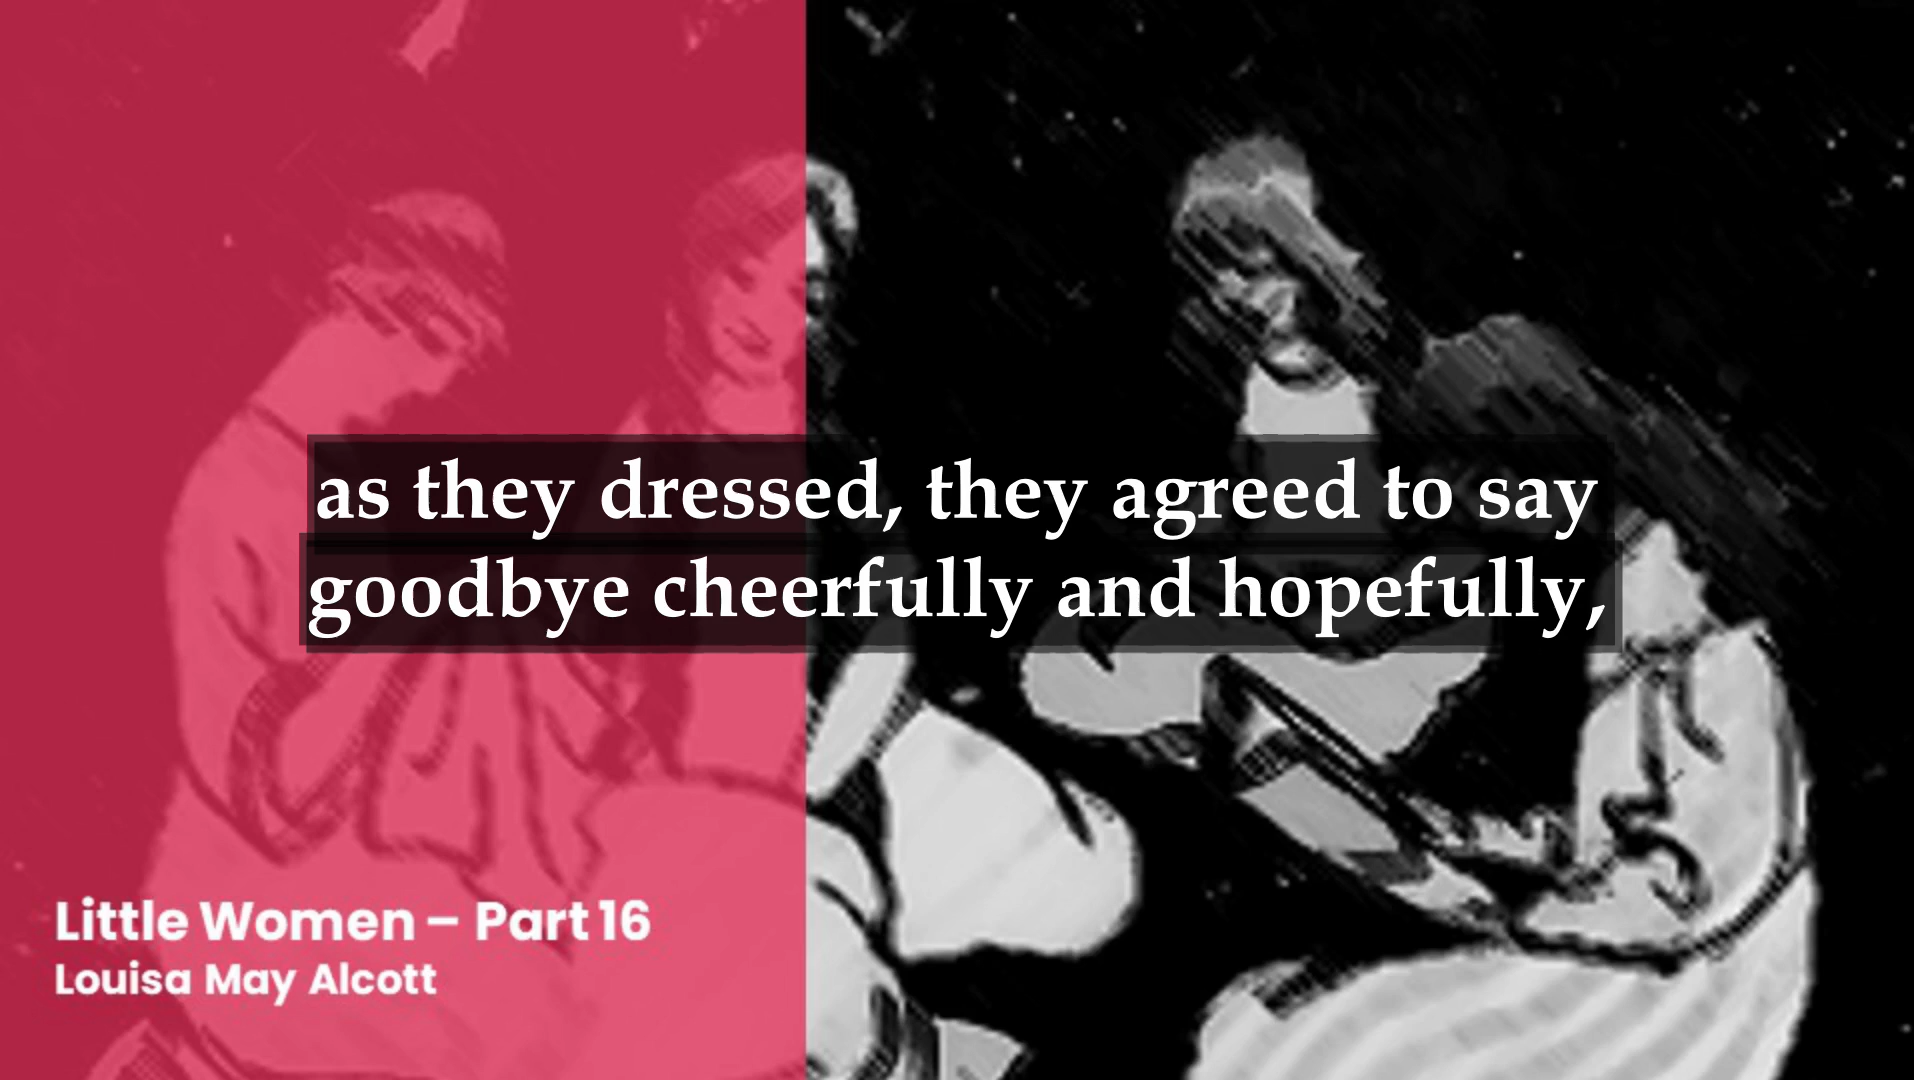 as they dressed, they agreed to say
goodbye cheerfully and hopefully,
Little Women – Part 16
Louisa May Alcott